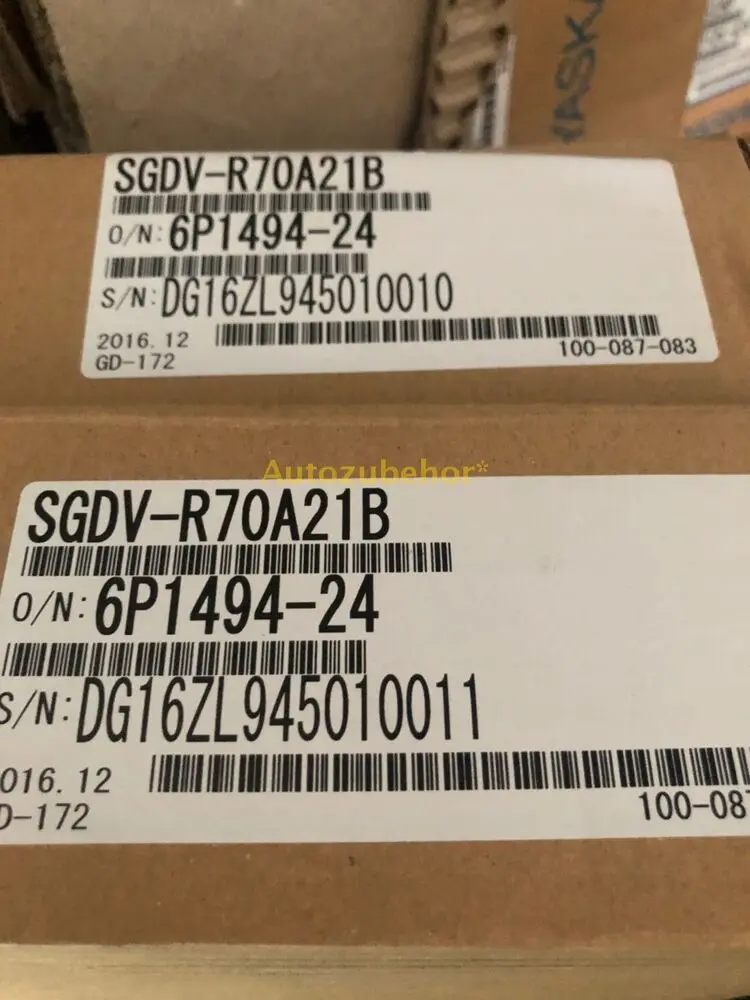 YASKA
SGDV-R70A21B
O/N: 6P1494-24
S/N: DG16ZL945010010
2016.12
GD-172
100-087-083
Autozubehor*
SGDV-R70A21B
O/N: 6P1494-24
S/N: DG16ZL945010011
016.12
D-172
100-087